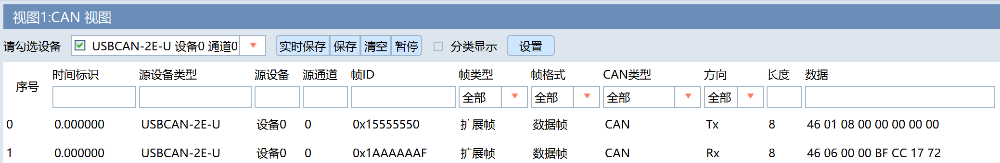 视图1:CAN 视图
请勾选设备 USBCAN-2E-U 设备0 通道0 实时保存 保存 清空 暂停 分类显示 设置
序号 时间标识 源设备类型 源设备 源通道 帧ID 帧类型 帧格式 CAN类型 方向 长度 数据
全部 全部 全部 全部
0 0.000000 USBCAN-2E-U 设备0 0 0x15555550 扩展帧 数据帧 CAN Tx 8 46 01 08 00 00 00 00 00
1 0.000000 USBCAN-2E-U 设备0 0 0x1AAAAAAF 扩展帧 数据帧 CAN Rx 8 46 06 00 00 BF CC 17 72